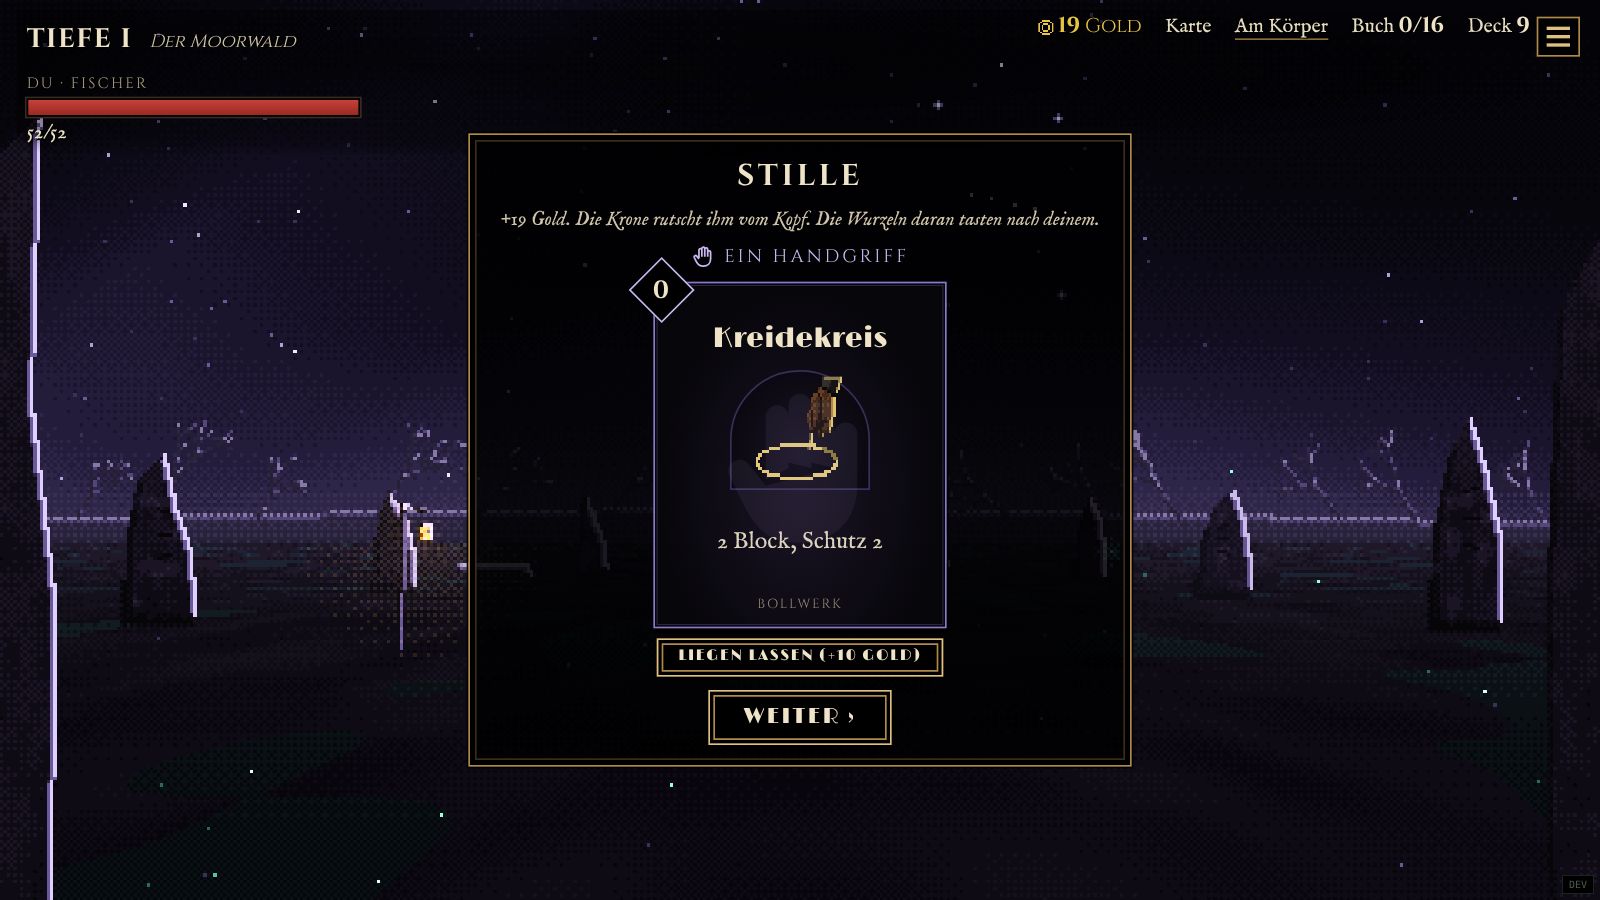 TIEFE I DER MOORWALD
19 GOLD Karte Am Körper Buch 0/16 Deck 9
DU · FISCHER
52/52
STILLE
+19 Gold. Die Krone rutscht ihm vom Kopf. Die Wurzeln daran tasten nach deinem.
EIN HANDGRIFF
0
Kreidekreis
2 Block, Schutz 2
BOLLWERK
LIEGEN LASSEN (+10 GOLD)
WEITER ›
DEV